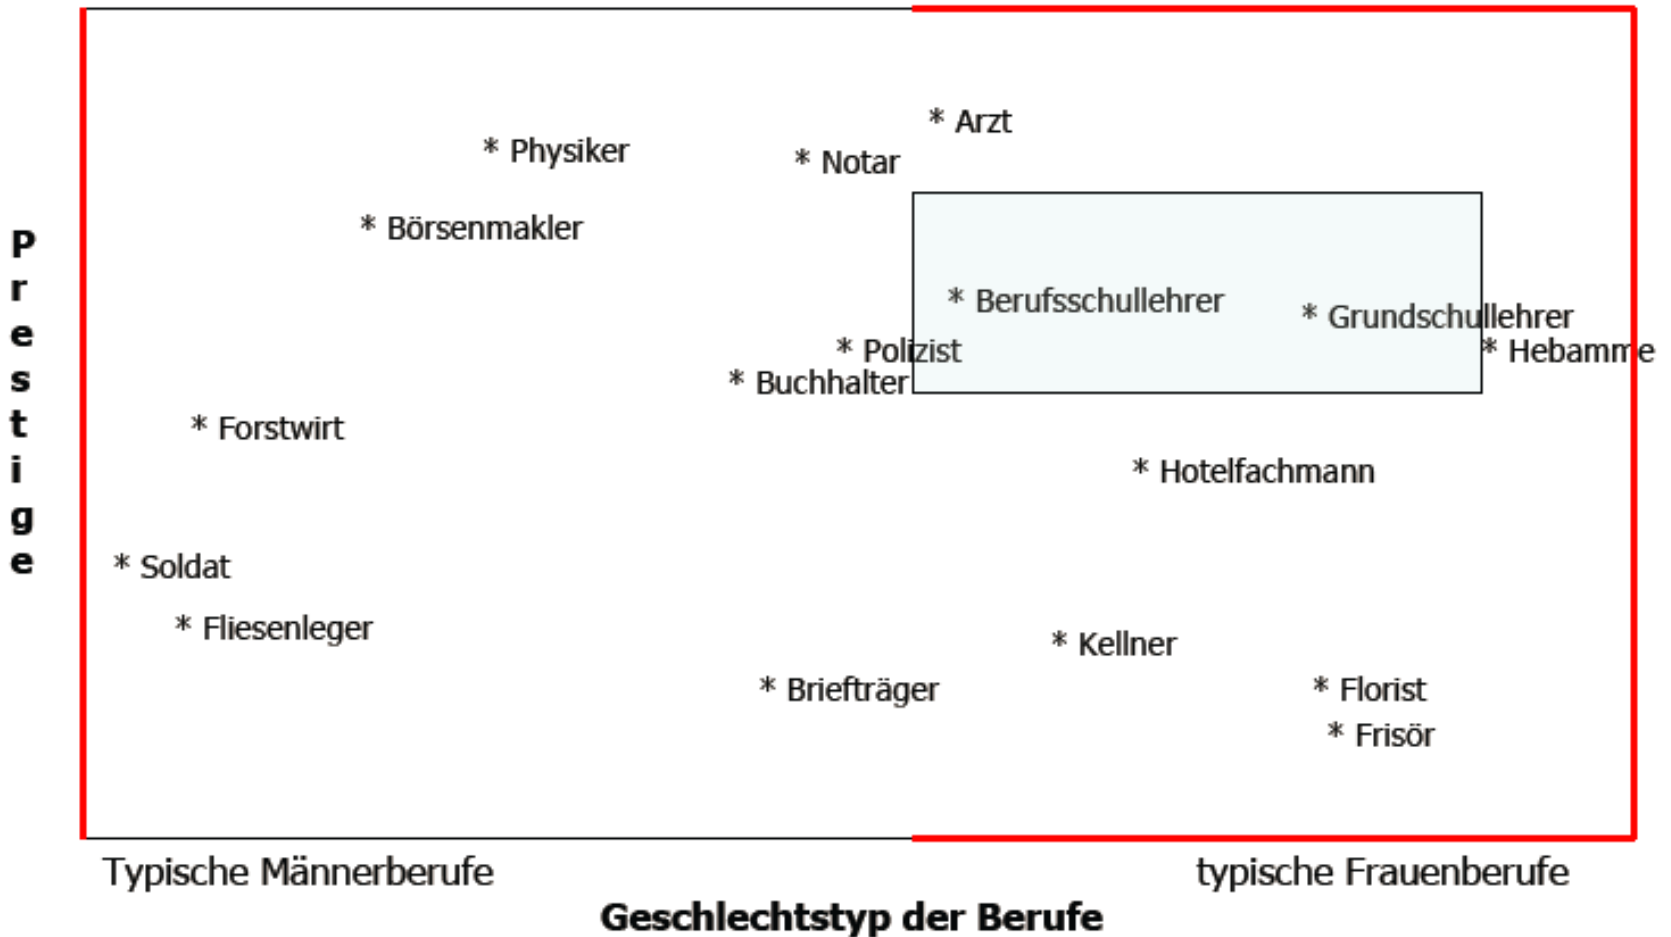 * Arzt
* Physiker
* Notar
* Börsenmakler
Prestige
* Berufsschullehrer
* Grundschullehrer
* Polizist
* Hebamme
* Buchhalter
* Forstwirt
* Hotelfachmann
* Soldat
* Fliesenleger
* Kellner
* Briefträger
* Florist
* Frisör
Typische Männerberufe
typische Frauenberufe
Geschlechtstyp der Berufe